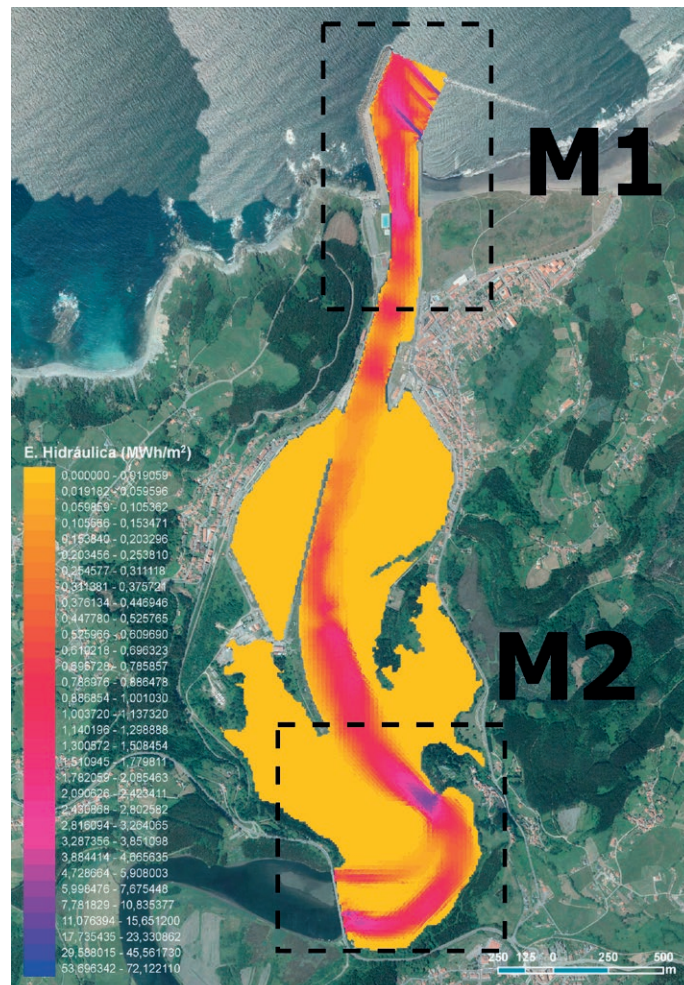 M1
E. Hidráulica (MWh/m²)
0,000000 - 0,019059
0,019182 - 0,059596
0,059859 - 0,105362
0,105686 - 0,153471
0,153840 - 0,203296
0,203456 - 0,253810
0,254577 - 0,311118
0,311381 - 0,375721
0,376134 - 0,446946
0,447780 - 0,525765
0,525966 - 0,609690
0,610218 - 0,696323
0,695728 - 0,785857
0,786976 - 0,886478
0,886854 - 1,001030
1,003720 - 1,137320
1,140196 - 1,298888
1,300572 - 1,508454
1,510945 - 1,779811
1,782059 - 2,085463
2,090626 - 2,423411
2,430868 - 2,802582
2,816094 - 3,264065
3,287356 - 3,851098
3,884414 - 4,665635
4,728664 - 5,908003
5,998476 - 7,675448
7,781829 - 10,835377
11,076394 - 15,651200
17,735435 - 23,330862
29,588015 - 45,561730
53,696342 - 72,122110
M2
250 125 0 250 500
m